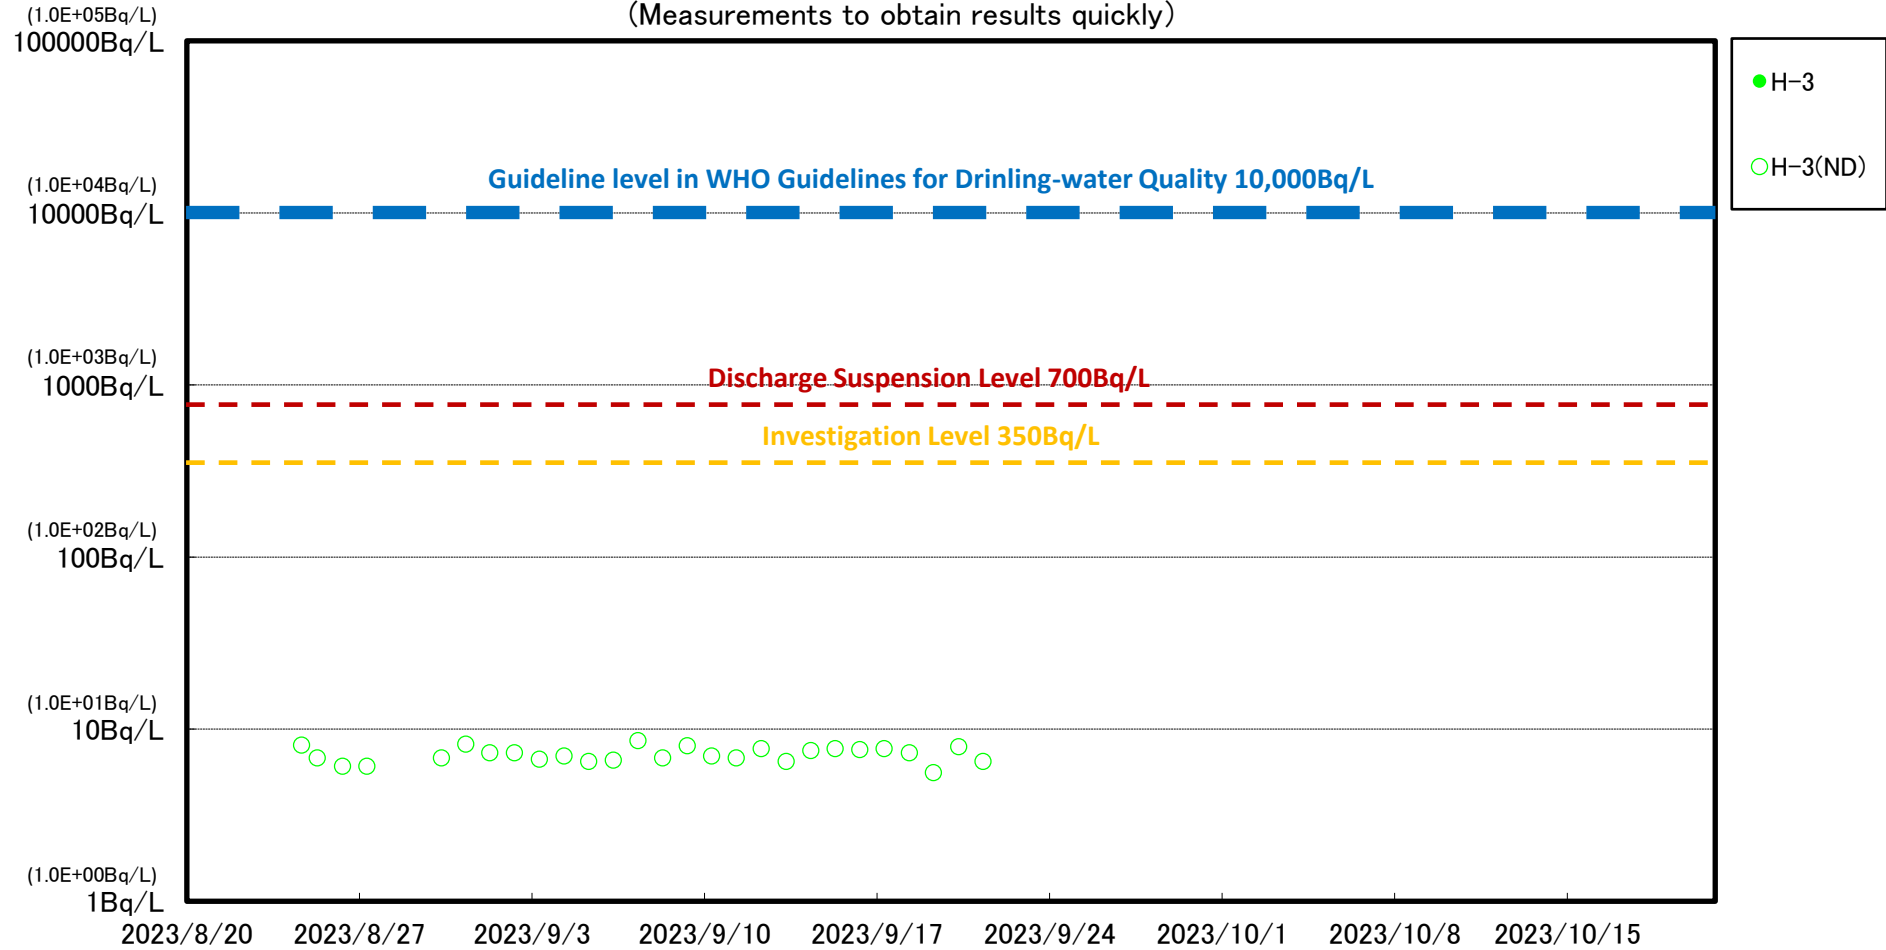 (Measurements to obtain results quickly)
(1.0E+05Bq/L)
100000Bq/L
H-3
H-3(ND)
Guideline level in WHO Guidelines for Drinling-water Quality 10,000Bq/L
(1.0E+04Bq/L)
10000Bq/L
(1.0E+03Bq/L)
1000Bq/L
Discharge Suspension Level 700Bq/L
Investigation Level 350Bq/L
(1.0E+02Bq/L)
100Bq/L
(1.0E+01Bq/L)
10Bq/L
(1.0E+00Bq/L)
1Bq/L
2023/8/20 2023/8/27 2023/9/3 2023/9/10 2023/9/17 2023/9/24 2023/10/1 2023/10/8 2023/10/15